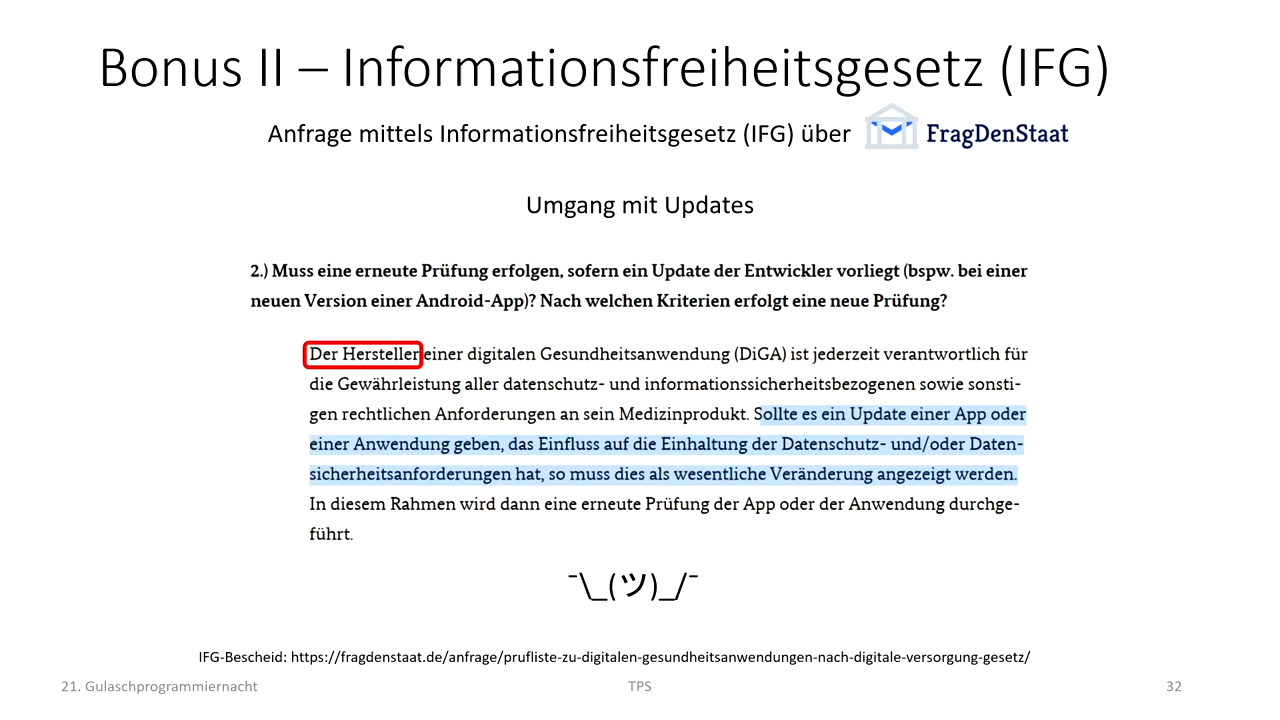 Bonus II – Informationsfreiheitsgesetz (IFG)
Anfrage mittels Informationsfreiheitsgesetz (IFG) über FragDenStaat
Umgang mit Updates
2.) Muss eine erneute Prüfung erfolgen, sofern ein Update der Entwickler vorliegt (bspw. bei einer
neuen Version einer Android-App)? Nach welchen Kriterien erfolgt eine neue Prüfung?
Der Hersteller einer digitalen Gesundheitsanwendung (DiGA) ist jederzeit verantwortlich für
die Gewährleistung aller datenschutz- und informationssicherheitsbezogenen sowie sonsti-
gen rechtlichen Anforderungen an sein Medizinprodukt. Sollte es ein Update einer App oder
einer Anwendung geben, das Einfluss auf die Einhaltung der Datenschutz- und/oder Daten-
sicherheitsanforderungen hat, so muss dies als wesentliche Veränderung angezeigt werden.
In diesem Rahmen wird dann eine erneute Prüfung der App oder der Anwendung durchge-
führt.
¯\_(ツ)_/¯
IFG-Bescheid: https://fragdenstaat.de/anfrage/prufliste-zu-digitalen-gesundheitsanwendungen-nach-digitale-versorgung-gesetz/
21. Gulaschprogrammiernacht TPS 32